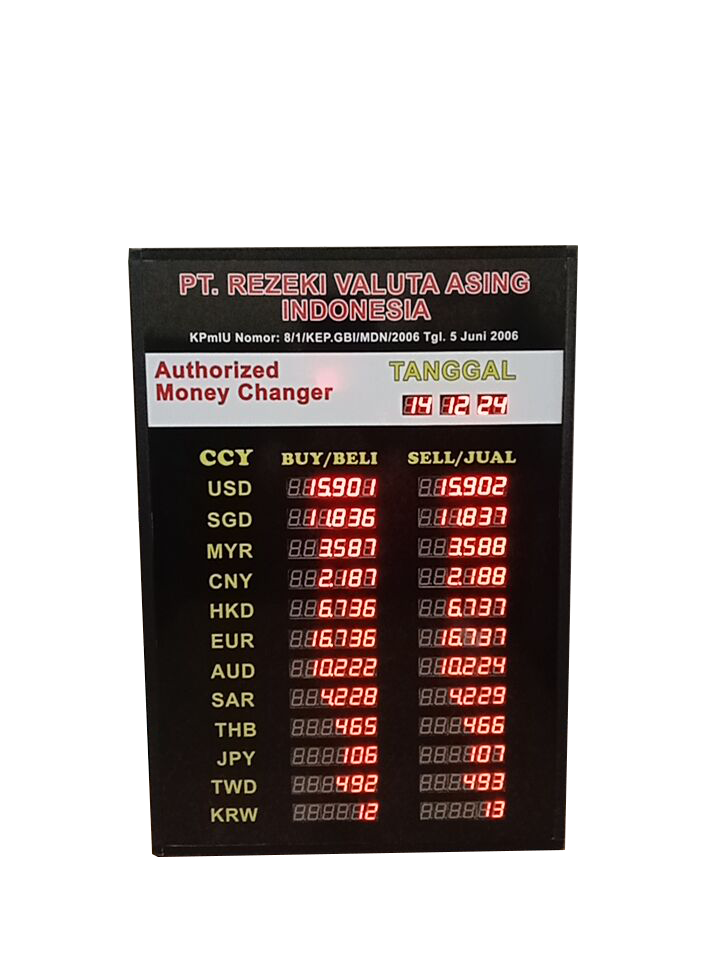 PT. REZEKI VALUTA ASING
INDONESIA
KPmIU Nomor: 8/1/KEP.GBI/MDN/2006 Tgl. 5 Juni 2006
Authorized
Money Changer
TANGGAL
14 12 24
CCY BUY/BELI SELL/JUAL
USD 15.901 15.902
SGD 11.836 11.837
MYR 3.587 3.588
CNY 2.187 2.188
HKD 6.736 6.737
EUR 16.736 16.737
AUD 10.222 10.224
SAR 4.228 4.229
THB 465 466
JPY 106 107
TWD 492 493
KRW 12 13